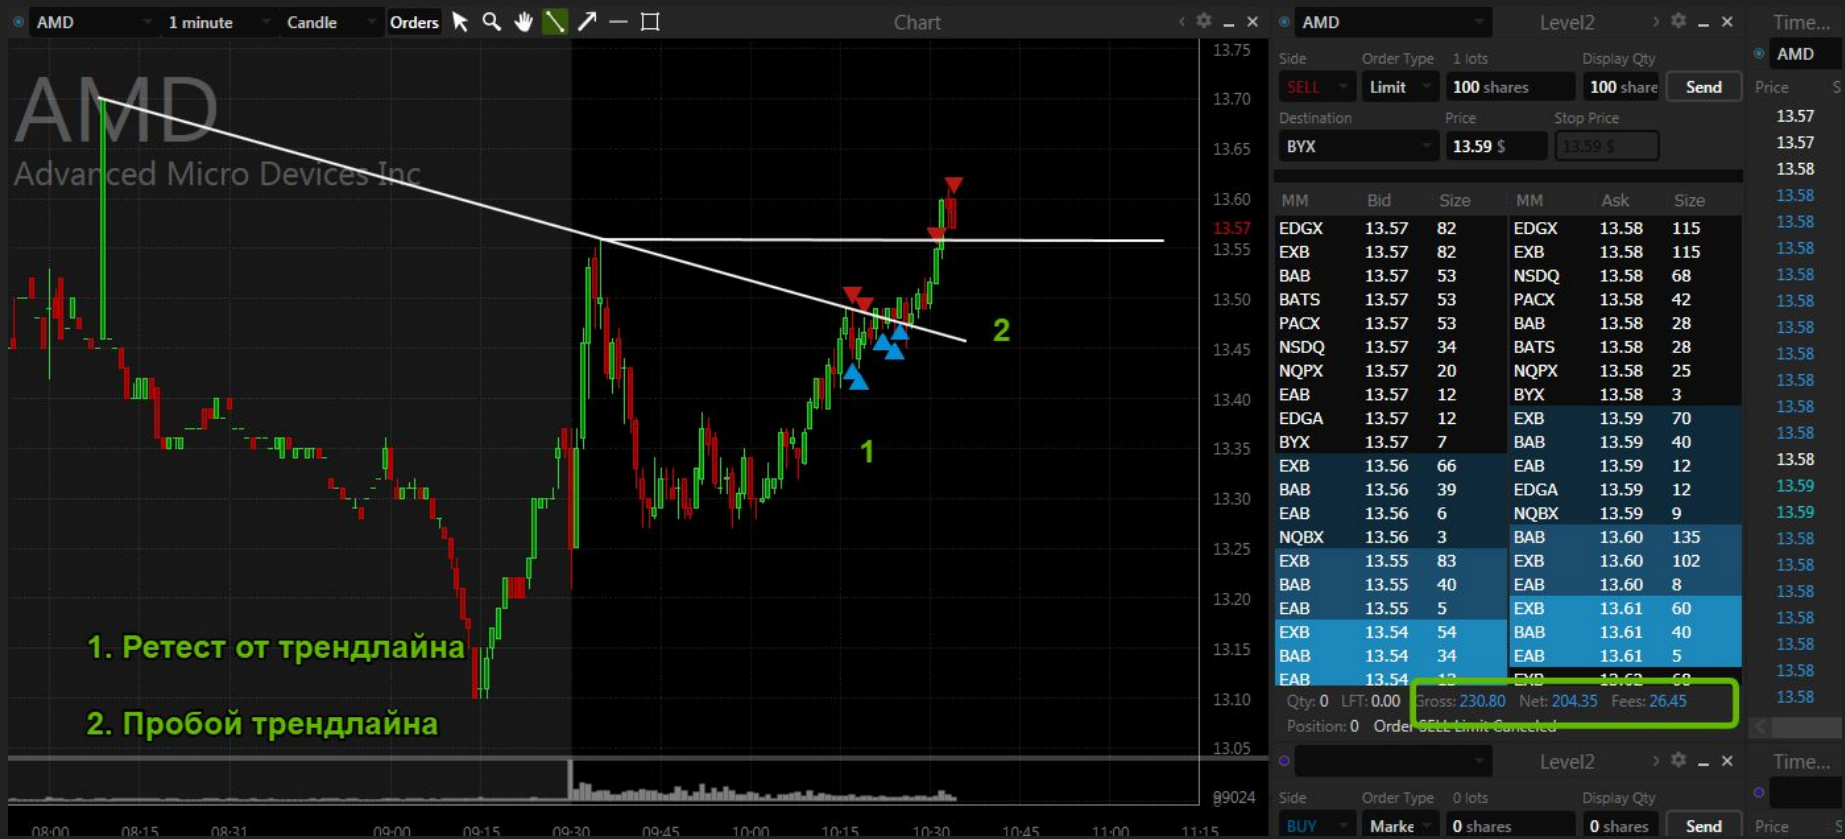 AMD 1 minute Candle Orders Chart
AMD
Advanced Micro Devices Inc
13.75
13.70
13.65
13.60
13.57
13.55
13.50
13.45
13.40
13.35
13.30
13.25
13.20
13.15
13.10
13.05
2
1
1. Ретест от трендлайна
2. Пробой трендлайна
99024
08:00 08:15 08:31 09:00 09:15 09:30 09:45 10:00 10:15 10:30 10:45 11:00 11:15
AMD Level2
Side Order Type 1 lots Display Qty
SELL Limit 100 shares 100 share Send
Destination Price Stop Price
BYX 13.59 $ 13.59 $
MM Bid Size MM Ask Size
EDGX 13.57 82 EDGX 13.58 115
EXB 13.57 82 EXB 13.58 115
BAB 13.57 53 NSDQ 13.58 68
BATS 13.57 53 PACX 13.58 42
PACX 13.57 53 BAB 13.58 28
NSDQ 13.57 34 BATS 13.58 28
NQPX 13.57 20 NQPX 13.58 25
EAB 13.57 12 BYX 13.58 3
EDGA 13.57 12 EXB 13.59 70
BYX 13.57 7 BAB 13.59 40
EXB 13.56 66 EAB 13.59 12
BAB 13.56 39 EDGA 13.59 12
EAB 13.56 6 NQBX 13.59 9
NQBX 13.56 3 BAB 13.60 135
EXB 13.55 83 EXB 13.60 102
BAB 13.55 40 EAB 13.60 8
EAB 13.55 5 EXB 13.61 60
EXB 13.54 54 BAB 13.61 40
BAB 13.54 34 EAB 13.61 5
EAB 13.54 EXB 13.62
Qty: 0 LFT: 0.00 Gross: 230.80 Net: 204.35 Fees: 26.45
Position: 0 Order SELL Limit Canceled
Level2
Side Order Type 0 lots Display Qty
BUY Marke 0 shares 0 shares Send
Time...
AMD
Price S
13.57
13.57
13.58
13.58
13.58
13.58
13.58
13.58
13.58
13.58
13.58
13.58
13.58
13.58
13.59
13.59
13.58
13.58
13.58
13.58
13.58
13.58
13.58
Time...
Price S